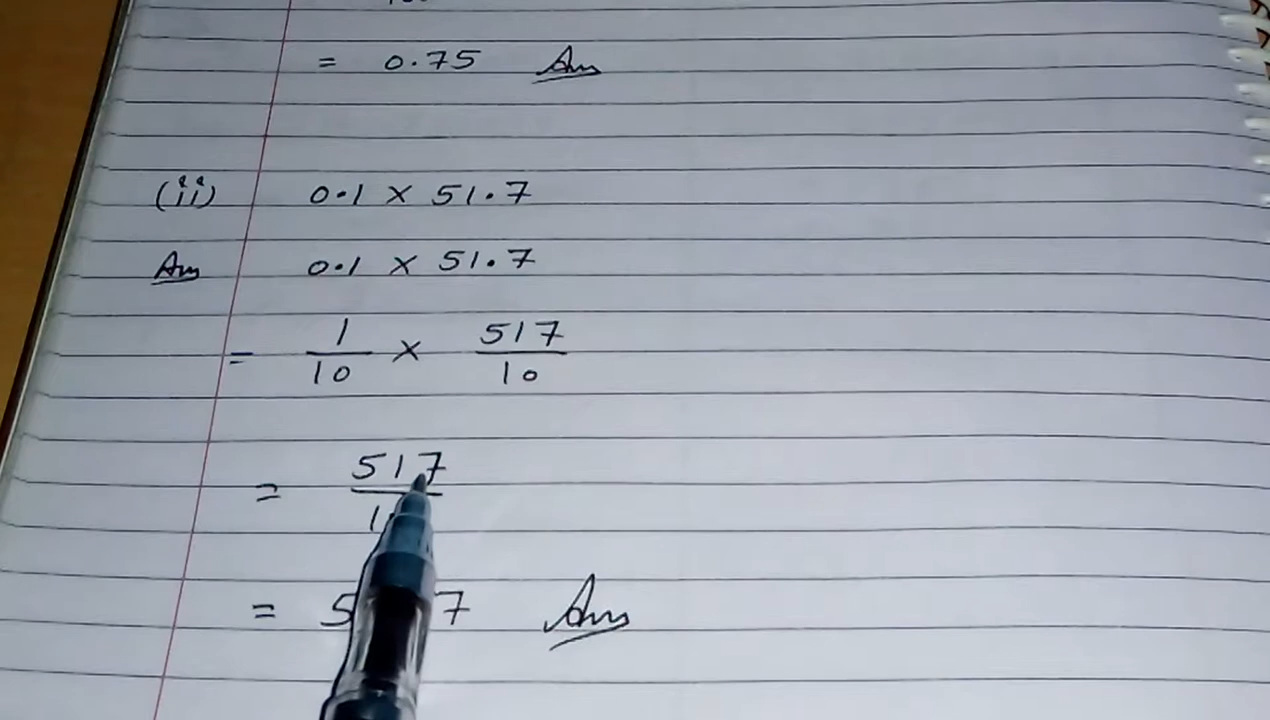 = 0.75 Ans
(ii) 0.1 × 51.7
Ans 0.1 × 51.7
= 1/10 × 517/10
= 517
= 5 7 Ans